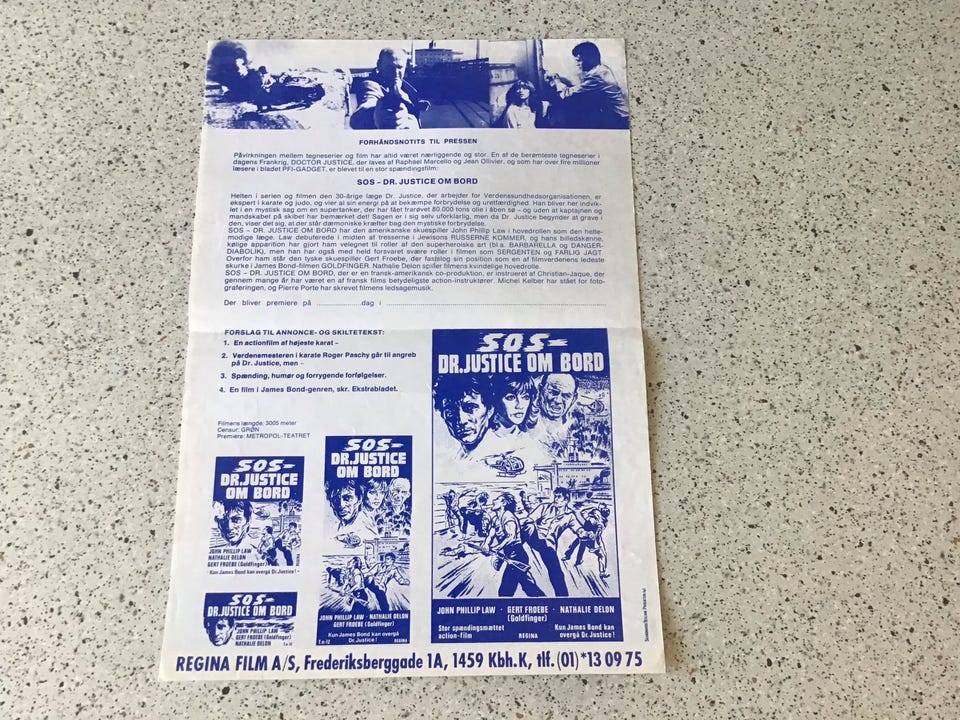 FORHÅNDSNOTITS TIL PRESSEN
Påvirkningen mellem tegneserier og film har altid været nærliggende og stor. En af de berømteste tegneserier i
dagens Frankrig, DOCTOR JUSTICE, der laves af Raphael Marcello og Jean Ollivier, og som har over fire millioner
læsere i bladet PFI-GADGET, er blevet til en stor spændingsfilm:
SOS – DR. JUSTICE OM BORD
Helten i serien og filmen den 30-årige læge Dr. Justice, der arbejder for Verdenssundhedsorganisationen, er
ekspert i karate og judo, og vier al sin energi på at bekæmpe forbrydelse og uretfærdighed. Han bliver her indvik-
let i en mystisk sag om en supertanker, der har fået frarøvet 80.000 tons olie i åben sø – og uden at kaptajnen og
mandskabet på skibet har bemærket det! Sagen er i sig selv uforklarlig, men da Dr. Justice begynder at grave i
den, viser det sig, at der står dæmoniske kræfter bag den mystiske forbrydelse.
SOS – DR. JUSTICE OM BORD har den amerikanske skuespiller John Phillip Law i hovedrollen som den helte-
modige læge. Law debuterede i midten af tresserne i Jewisons RUSSERNE KOMMER, og hans billedskønne,
kølige apparition har gjort ham velegnet til roller af den superheroiske art (bl.a. BARBARELLA og DANGER-
DIABOLIK), men han har også med held forsvaret svære roller i filmen som SERGENTEN og FARLIG JAGT.
Overfor ham står den tyske skuespiller Gert Froebe, der fastslog sin position som en af filmverdenens ledende
skurke i James Bond-filmen GOLDFINGER. Nathalie Delon spiller filmens kvindelige hovedrolle.
SOS – DR. JUSTICE OM BORD, der er en fransk-amerikansk co-produktion, er instrueret af Christian-Jaque, der
gennem mange år har været en af fransk films betydeligste action-instruktører. Michel Kelber har stået for foto-
graferingen, og Pierre Porte har skrevet filmens ledsagemusik.
Der bliver premiere på ................dag i ................
FORSLAG TIL ANNONCE- OG SKILTETEKST:
1. En actionfilm af højeste karat –
2. Verdensmesteren i karate Roger Paschy går til angreb
på Dr. Justice, men –
3. Spænding, humør og forrygende forfølgelser.
4. En film i James Bond-genren, skr. Ekstrabladet.
Filmens længde: 3005 meter
Censur: GRØN
Premiere: METROPOL-TEATRET
SOS–
DR.JUSTICE
OM BORD
JOHN PHILLIP LAW
NATHALIE DELON
GERT FROEBE (Goldfinger)
Kun James Bond kan overgå Dr.Justice!
SOS–
DR.JUSTICE OM BORD
JOHN PHILLIP LAW
GERT FROEBE (Goldfinger)
NATHALIE DELON
SOS–
DR.JUSTICE
OM BORD
JOHN PHILLIP LAW · NATHALIE DELON
GERT FROEBE (Goldfinger)
Kun James Bond kan overgå
Dr.Justice!
REGINA
SOS–
DR.JUSTICE OM BORD
JOHN PHILLIP LAW · GERT FROEBE · NATHALIE DELON
(Goldfinger)
Stor spændingsmættet
action-film
REGINA
Kun James Bond kan
overgå Dr.Justice!
REGINA FILM A/S, Frederiksberggade 1A, 1459 Kbh.K, tlf. (01) *13 09 75